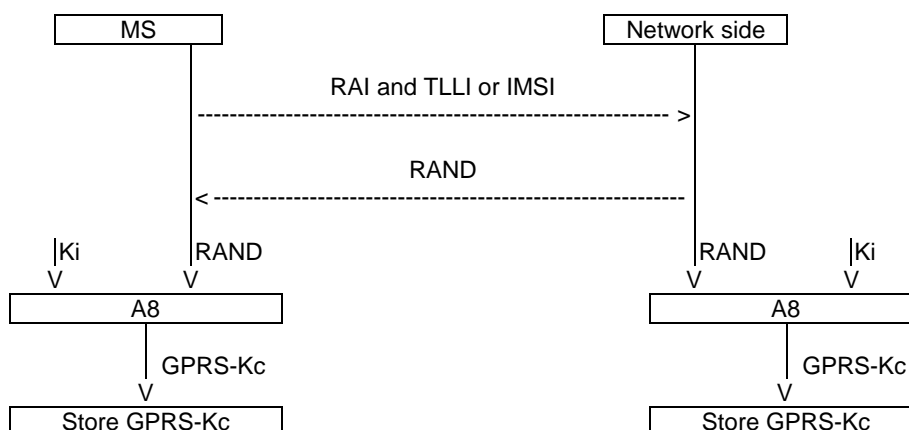 MS Network side
RAI and TLLI or IMSI
----------------------------------------------------------- >
RAND
< -----------------------------------------------------------
Ki RAND RAND Ki
V V V V
A8 A8
GPRS-Kc GPRS-Kc
V V
Store GPRS-Kc Store GPRS-Kc